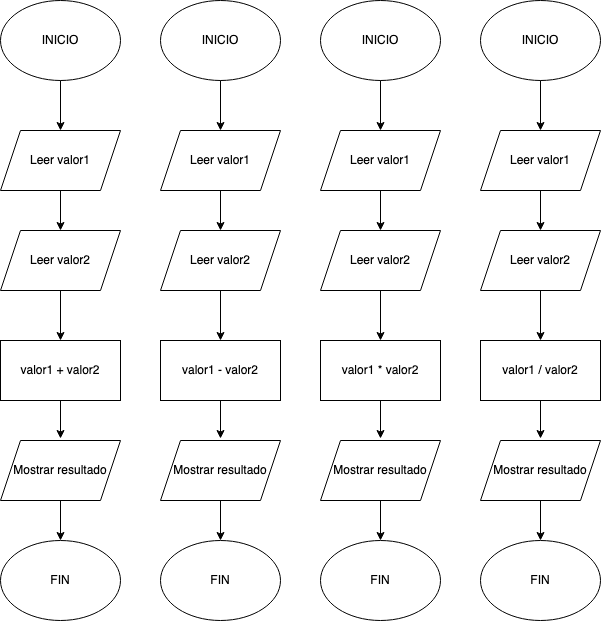 INICIO
INICIO
INICIO
INICIO
Leer valor1
Leer valor1
Leer valor1
Leer valor1
Leer valor2
Leer valor2
Leer valor2
Leer valor2
valor1 + valor2
valor1 - valor2
valor1 * valor2
valor1 / valor2
Mostrar resultado
Mostrar resultado
Mostrar resultado
Mostrar resultado
FIN
FIN
FIN
FIN